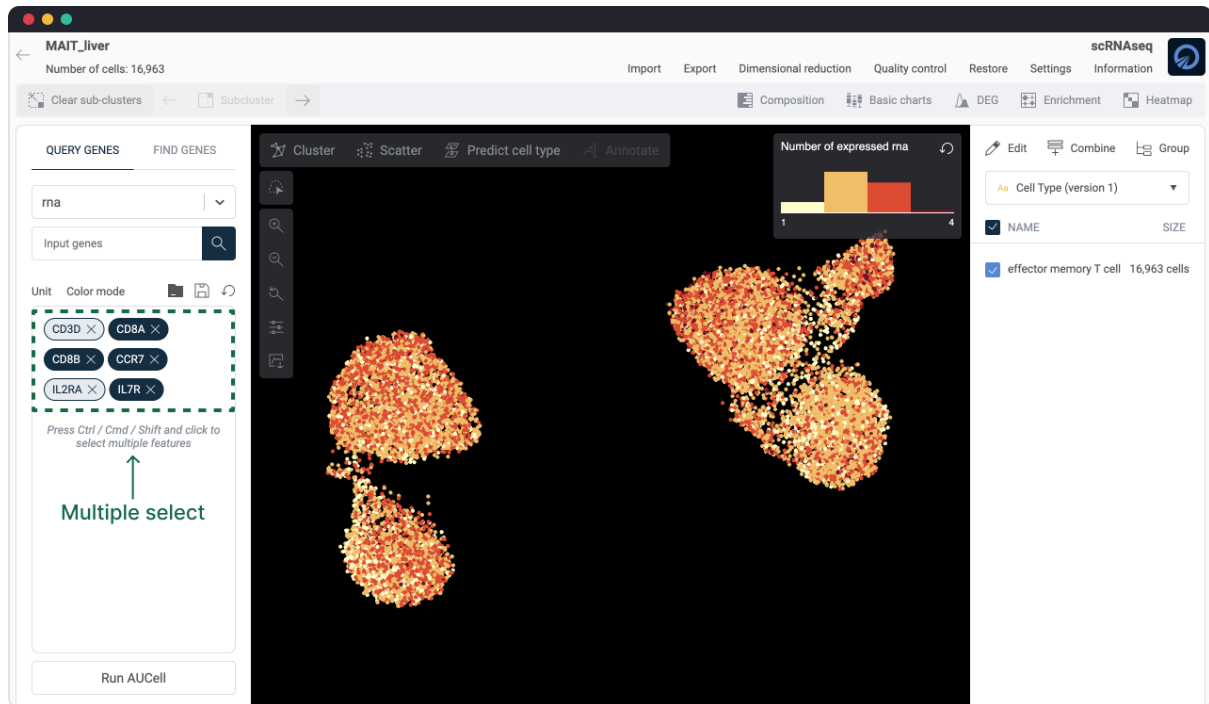 MAIT_liver
Number of cells: 16,963
scRNAseq
Import Export Dimensional reduction Quality control Restore Settings Information
Clear sub-clusters Subcluster
Composition Basic charts DEG Enrichment Heatmap
QUERY GENES FIND GENES
rna
Input genes
Unit Color mode
CD3D CD8A
CD8B CCR7
IL2RA IL7R
Press Ctrl / Cmd / Shift and click to
select multiple features
Multiple select
Run AUCell
Cluster Scatter Predict cell type Annotate
Number of expressed rna
1 4
Edit Combine Group
Aa Cell Type (version 1)
NAME SIZE
effector memory T cell 16,963 cells